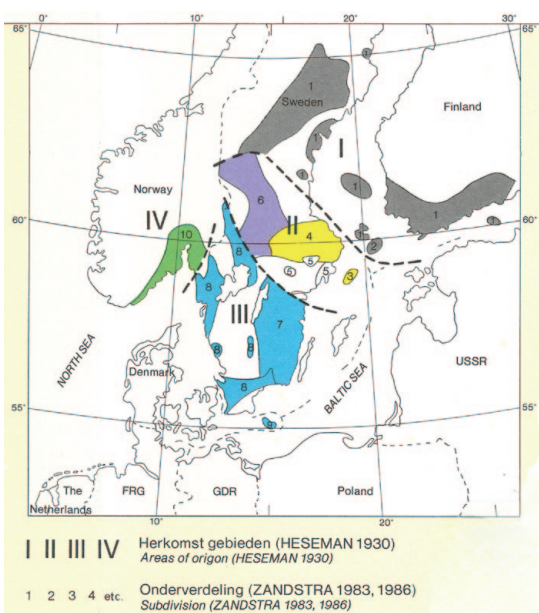 0° 10° 20° 30°
65° 65°
1
1
Sweden
Finland
1 I
1
1
Norway
6
1
IV II
60° 10 4 1 1 60°
2
8 5
5 5 3
8
III
7
NORTH SEA
8 8
USSR
Denmark
BALTIC SEA
8
55° 9 55°
The FRG GDR Poland
Netherlands
10° 20°
I II III IV Herkomst gebieden (HESEMAN 1930)
Areas of origon (HESEMAN 1930)
1 2 3 4 etc. Onderverdeling (ZANDSTRA 1983, 1986)
Subdivision (ZANDSTRA 1983, 1986)